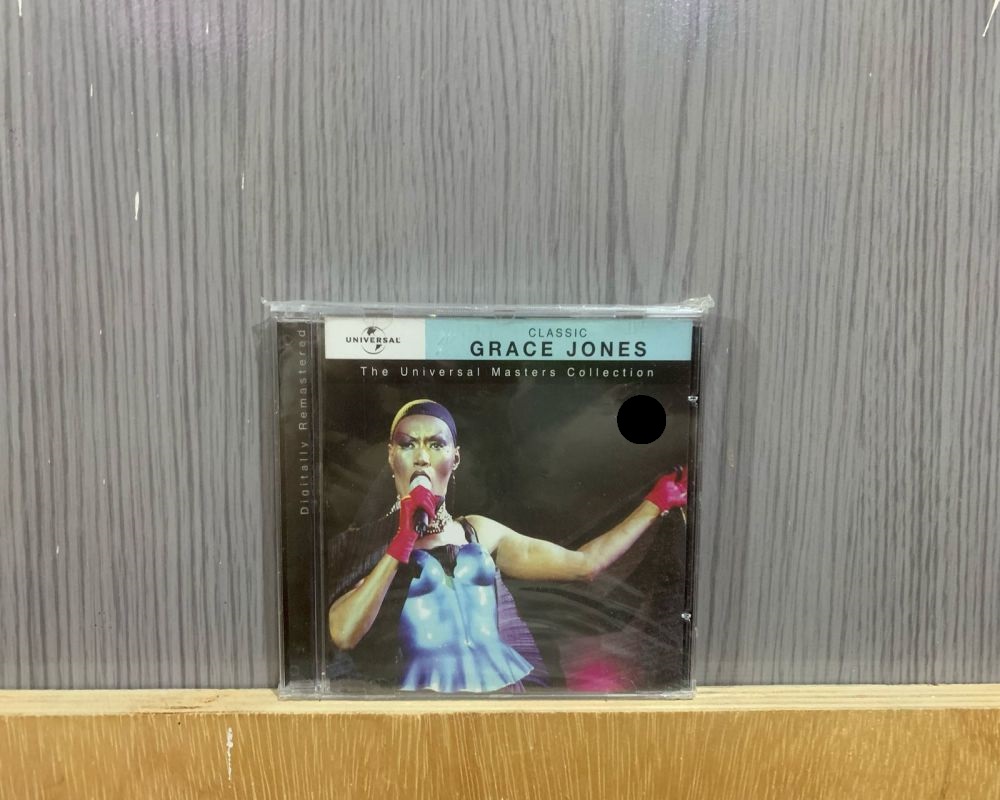 Digitally Remastered
UNIVERSAL
CLASSIC
GRACE JONES
The Universal Masters Collection